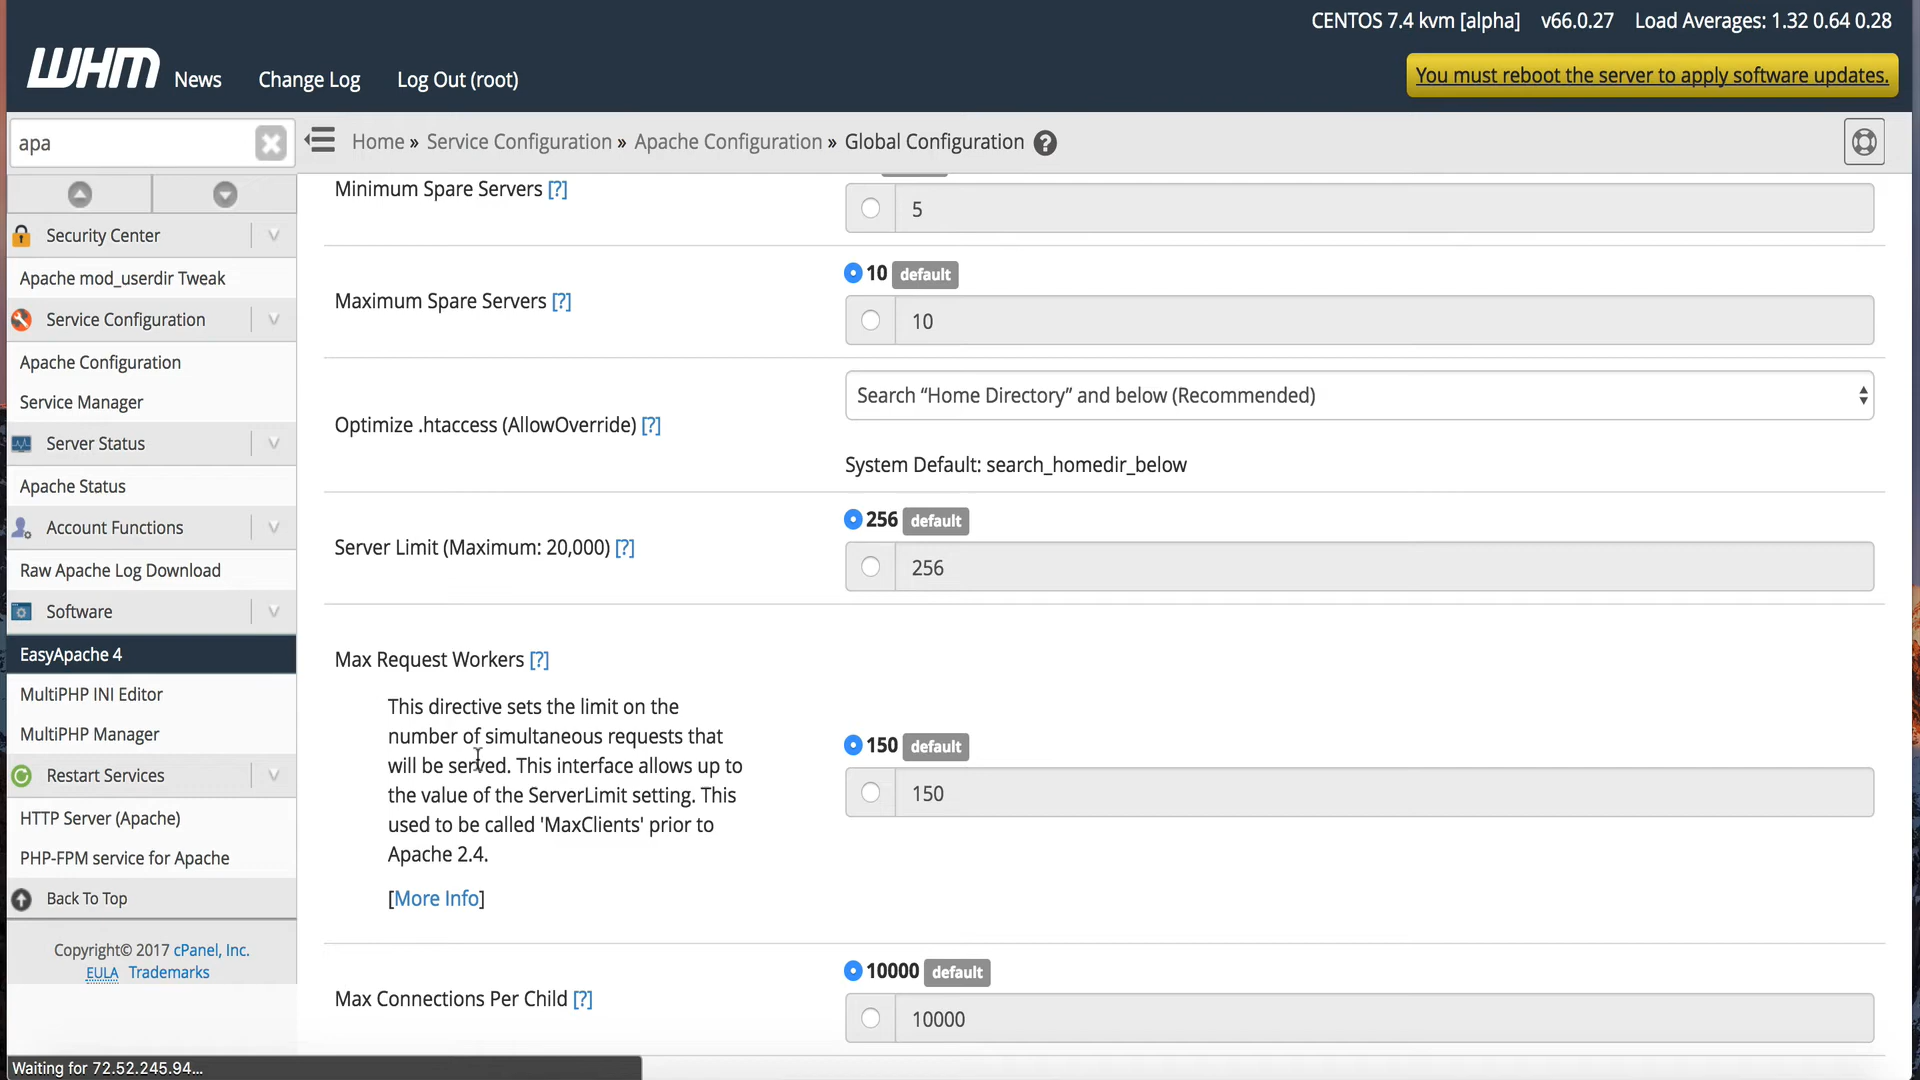 CENTOS 7.4 kvm [alpha] v66.0.27 Load Averages: 1.32 0.64 0.28
WHM News Change Log Log Out (root)
You must reboot the server to apply software updates.
apa
Home » Service Configuration » Apache Configuration » Global Configuration
Security Center
Apache mod_userdir Tweak
Service Configuration
Apache Configuration
Service Manager
Server Status
Apache Status
Account Functions
Raw Apache Log Download
Software
EasyApache 4
MultiPHP INI Editor
MultiPHP Manager
Restart Services
HTTP Server (Apache)
PHP-FPM service for Apache
Back To Top
Copyright© 2017 cPanel, Inc.
EULA Trademarks
Minimum Spare Servers [?]
5
Maximum Spare Servers [?]
10 default
10
Optimize .htaccess (AllowOverride) [?]
Search “Home Directory” and below (Recommended)
System Default: search_homedir_below
Server Limit (Maximum: 20,000) [?]
256 default
256
Max Request Workers [?]
This directive sets the limit on the
number of simultaneous requests that
will be served. This interface allows up to
the value of the ServerLimit setting. This
used to be called 'MaxClients' prior to
Apache 2.4.
[More Info]
150 default
150
Max Connections Per Child [?]
10000 default
10000
Waiting for 72.52.245.94...